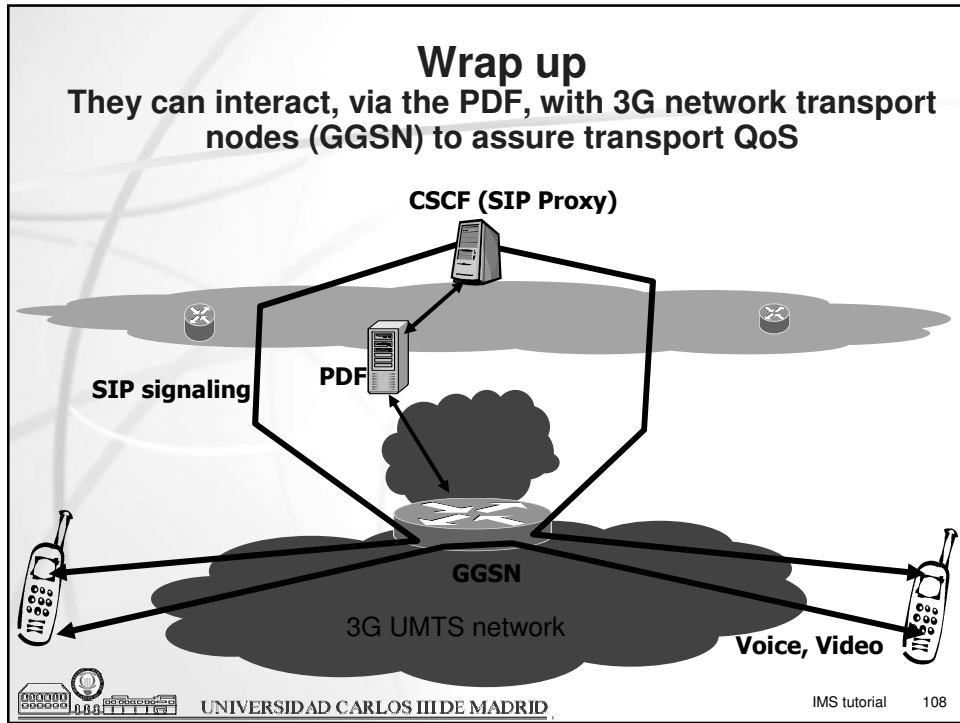 Wrap up
They can interact, via the PDF, with 3G network transport
nodes (GGSN) to assure transport QoS
CSCF (SIP Proxy)
PDF
SIP signaling
GGSN
3G UMTS network
Voice, Video
UNIVERSIDAD CARLOS III DE MADRID
IMS tutorial 108